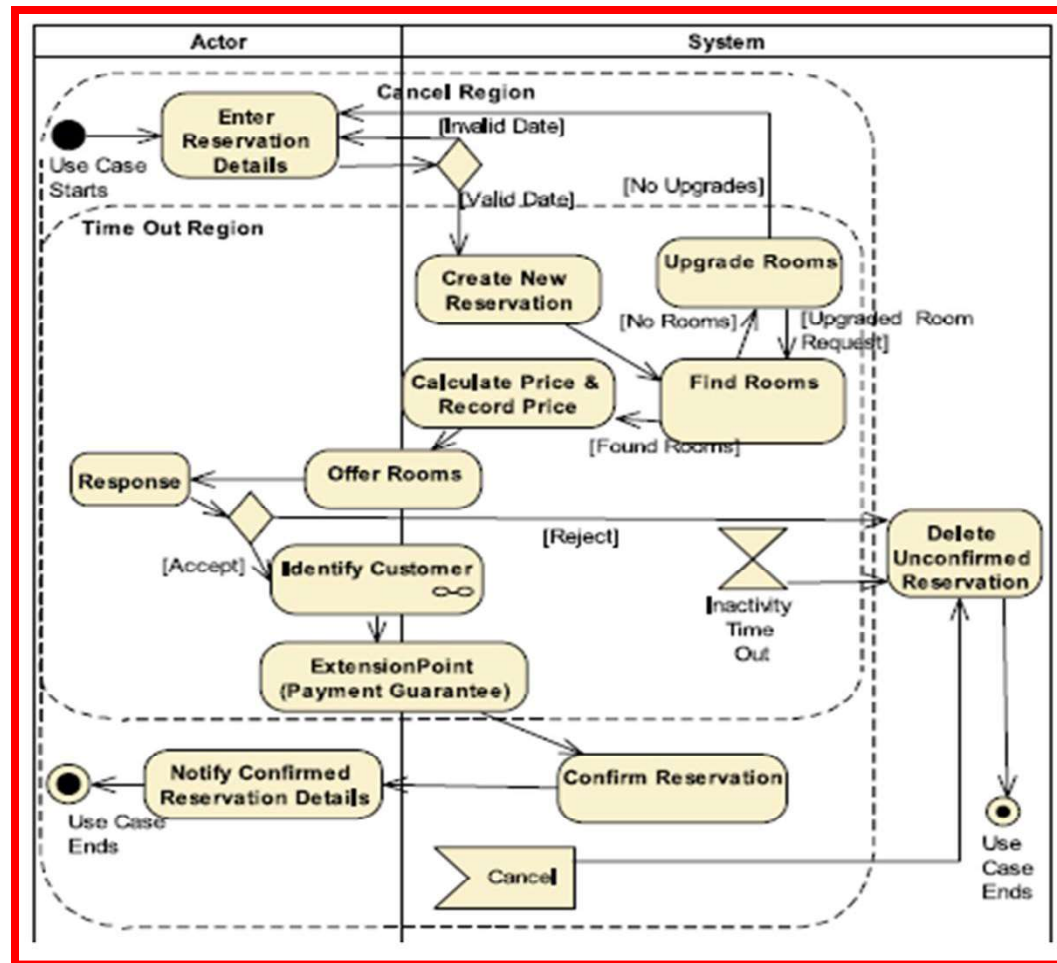 Actor
System
Cancel Region
Enter
Reservation
Details
[Invalid Date]
Use Case
Starts
[No Upgrades]
[Valid Date]
Time Out Region
Upgrade Rooms
Create New
Reservation
[No Rooms]
[Upgraded Room
Request]
Calculate Price &
Record Price
Find Rooms
[Found Rooms]
Offer Rooms
Response
[Reject]
Delete
Unconfirmed
Reservation
[Accept]
Identify Customer
Inactivity
Time
Out
ExtensionPoint
(Payment Guarantee)
Notify Confirmed
Reservation Details
Confirm Reservation
Use Case
Ends
Use
Case
Ends
Cancel